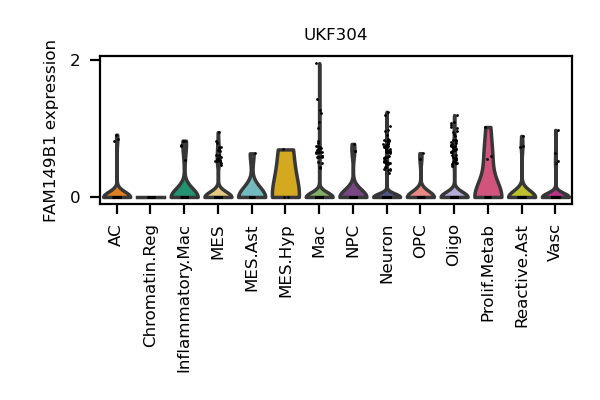 UKF304
FAM149B1 expression
2
0
AC
Chromatin.Reg
Inflammatory.Mac
MES
MES.Ast
MES.Hyp
Mac
NPC
Neuron
OPC
Oligo
Prolif.Metab
Reactive.Ast
Vasc